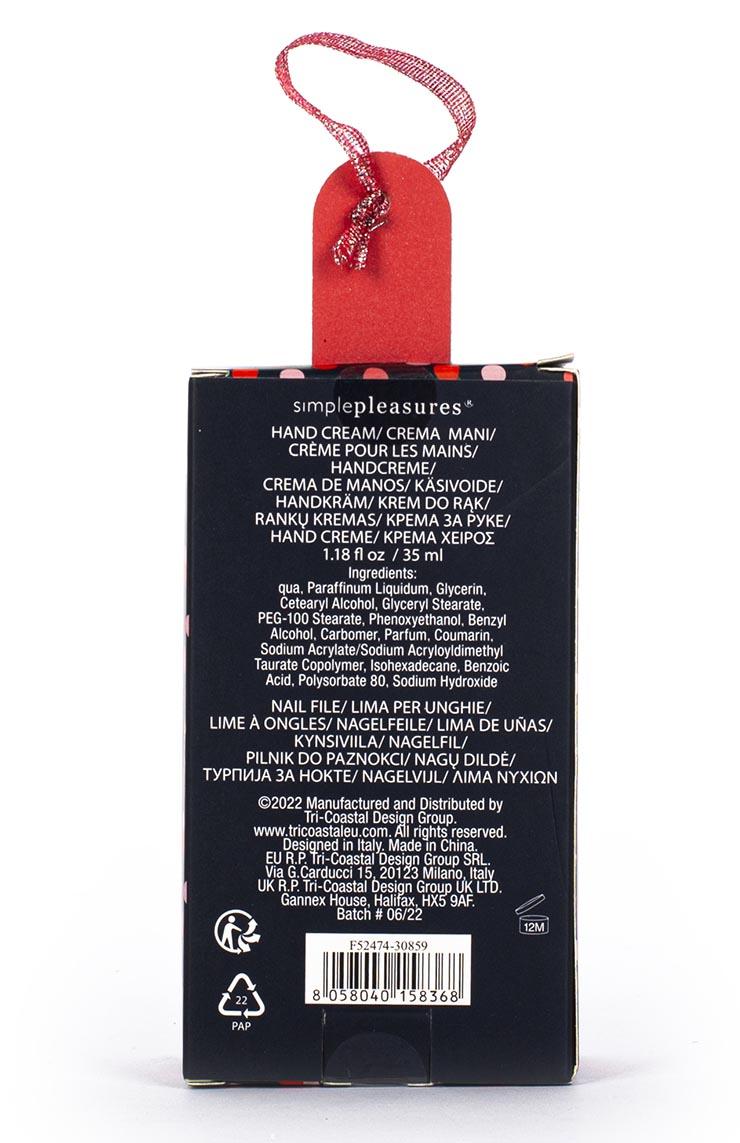 simplepleasures®
HAND CREAM/ CREMA MANI/
CRÈME POUR LES MAINS/
HANDCREME/
CREMA DE MANOS/ KÄSIVOIDE/
HANDKRÄM/ KREM DO RĄK/
RANKŲ KREMAS/ КРЕМА ЗА РУКЕ/
HAND CREME/ ΚΡΕΜΑ ΧΕΙΡΟΣ
1.18 fl oz / 35 ml
Ingredients:
qua, Paraffinum Liquidum, Glycerin,
Cetearyl Alcohol, Glyceryl Stearate,
PEG-100 Stearate, Phenoxyethanol, Benzyl
Alcohol, Carbomer, Parfum, Coumarin,
Sodium Acrylate/Sodium Acryloyldimethyl
Taurate Copolymer, Isohexadecane, Benzoic
Acid, Polysorbate 80, Sodium Hydroxide
NAIL FILE/ LIMA PER UNGHIE/
LIME À ONGLES/ NAGELFEILE/ LIMA DE UÑAS/
KYNSIVIILA/ NAGELFIL/
PILNIK DO PAZNOKCI/ NAGŲ DILDĖ/
ТУРПИЈА ЗА НОКТЕ/ NAGELVIJL/ ΛΙΜΑ ΝΥΧΙΩΝ
©2022 Manufactured and Distributed by
Tri-Coastal Design Group.
www.tricoastaleu.com. All rights reserved.
Designed in Italy. Made in China.
EU R.P. Tri-Coastal Design Group SRL.
Via G.Carducci 15, 20123 Milano, Italy
UK R.P. Tri-Coastal Design Group UK LTD.
Gannex House, Halifax, HX5 9AF.
Batch # 06/22
12M
F52474-30859
8 058040 158368
22
PAP